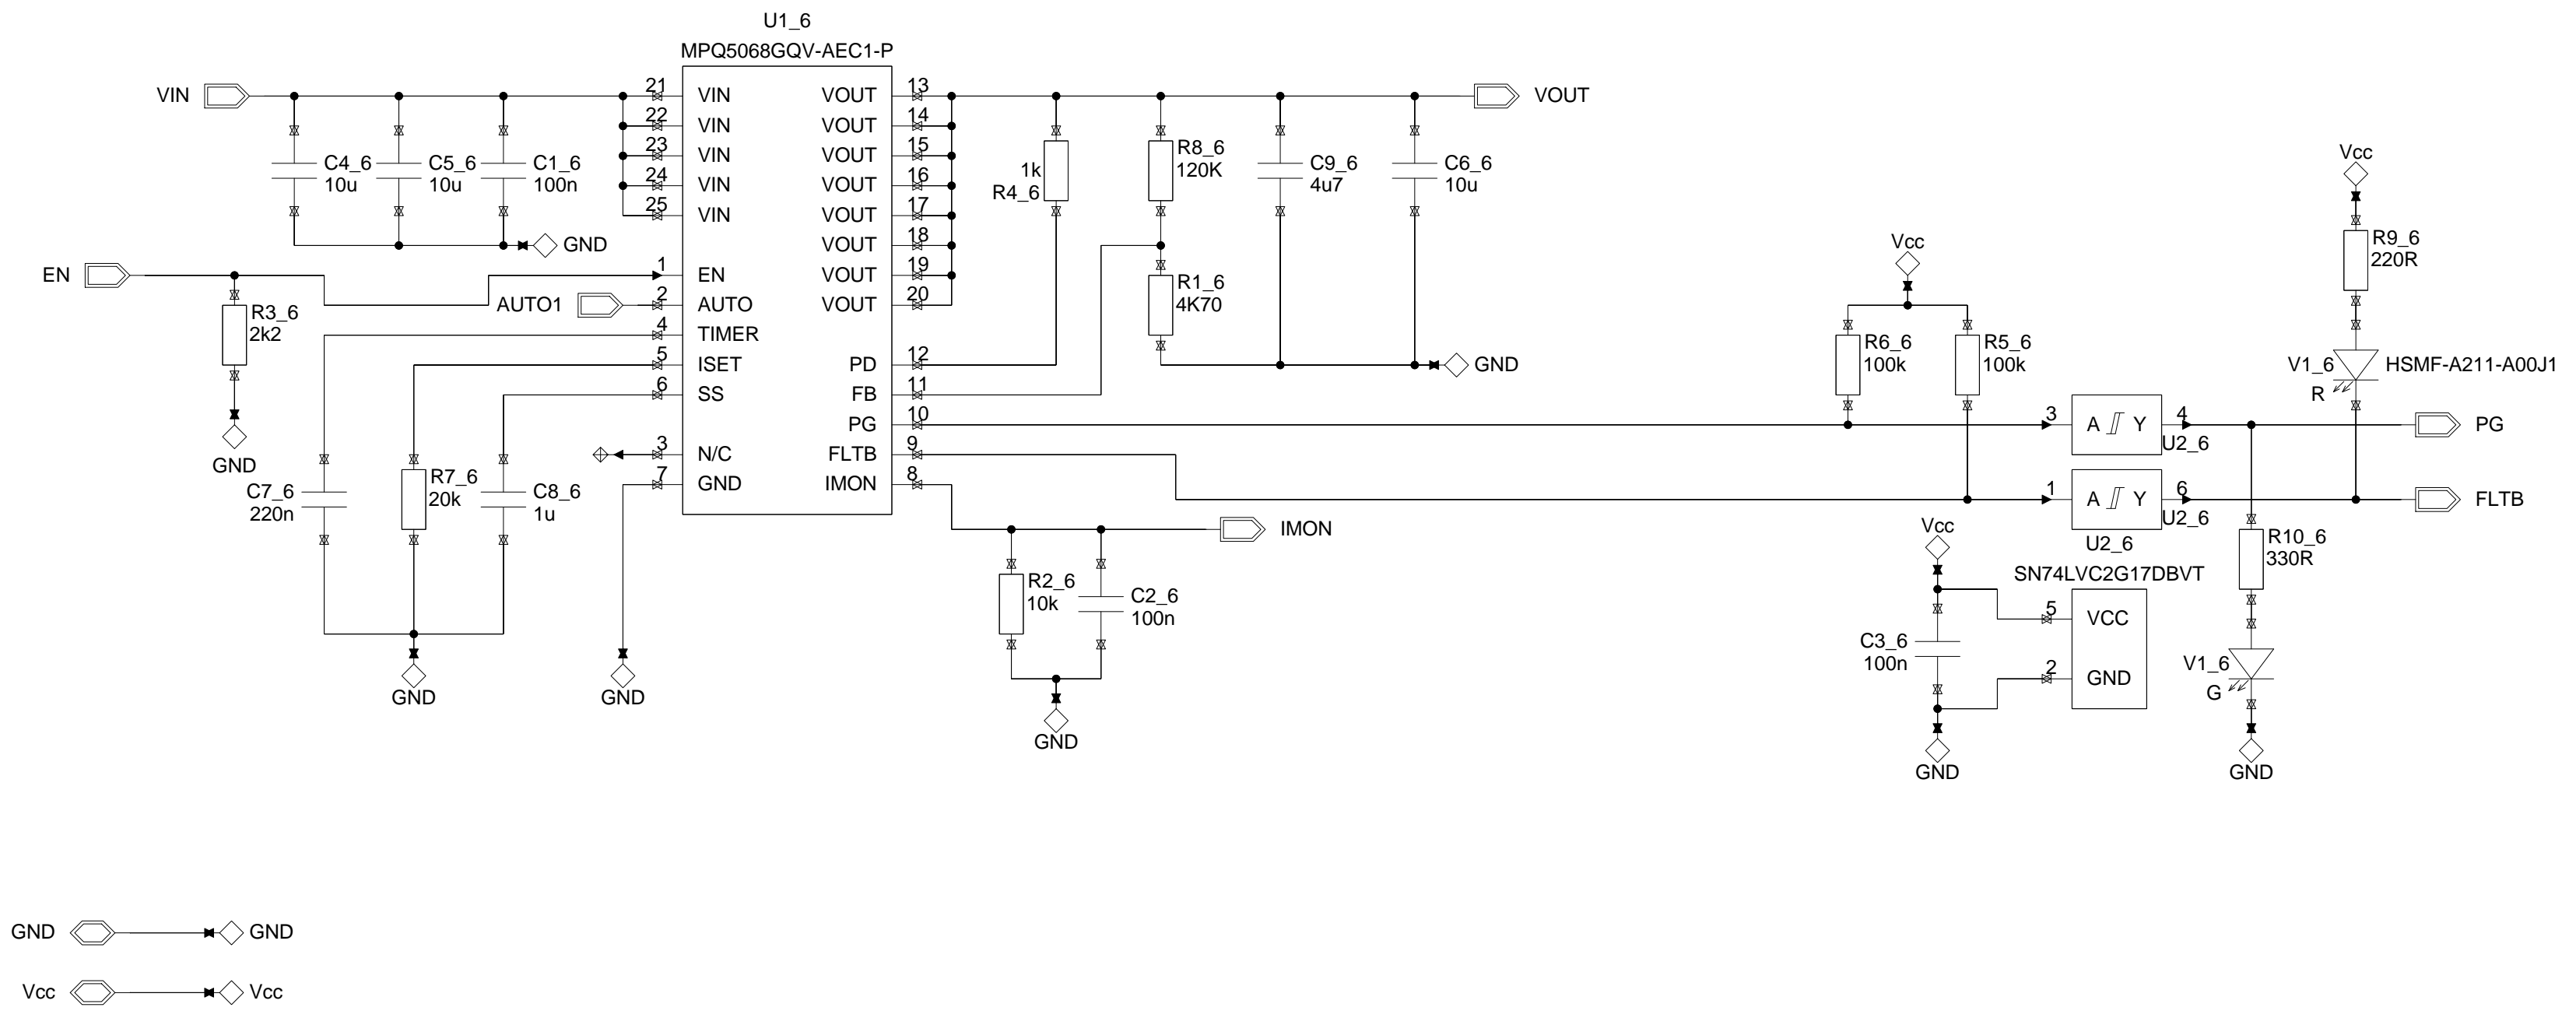 U1_6
MPQ5068GQV-AEC1-P
VIN
21
VIN
22
VIN
23
VIN
24
VIN
25
VIN
C4_6
10u
C5_6
10u
C1_6
100n
GND
EN
1
EN
AUTO1
2
AUTO
R3_6
2k2
GND
4
TIMER
5
ISET
6
SS
3
N/C
7
GND
C7_6
220n
R7_6
20k
C8_6
1u
GND
GND
VOUT
13
VOUT
14
VOUT
15
VOUT
16
VOUT
17
VOUT
18
VOUT
19
VOUT
20
PD
12
FB
11
PG
10
FLTB
9
IMON
8
VOUT
1k
R4_6
R8_6
120K
R1_6
4K70
C9_6
4u7
C6_6
10u
GND
IMON
R2_6
10k
C2_6
100n
GND
Vcc
R6_6
100k
R5_6
100k
Vcc
R9_6
220R
V1_6
R
HSMF-A211-A00J1
3
A
Y
4
U2_6
PG
1
A
Y
6
U2_6
FLTB
U2_6
SN74LVC2G17DBVT
Vcc
5
VCC
2
GND
C3_6
100n
GND
R10_6
330R
V1_6
G
GND
GND
GND
Vcc
Vcc